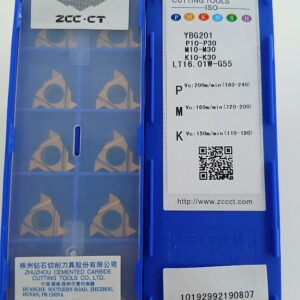 ZCC·CT
株洲钻石切削刀具股份有限公司
ZHUZHOU CEMENTED CARBIDE
CUTTING TOOLS CO., LTD.
HUANGHE SOUTHERN ROAD, ZHUZHOU,
HUNAN, P.R. CHINA
CUTTING TOOLS
ISO
P M K N S H
YBG201
P10-P30
M10-M30
K10-K30
LT16.01W-G55
P Vc:200m/min(160-240)
M Vc:160m/min(120-200)
K Vc:150m/min(110-190)
www.zccct.com
10192992190807